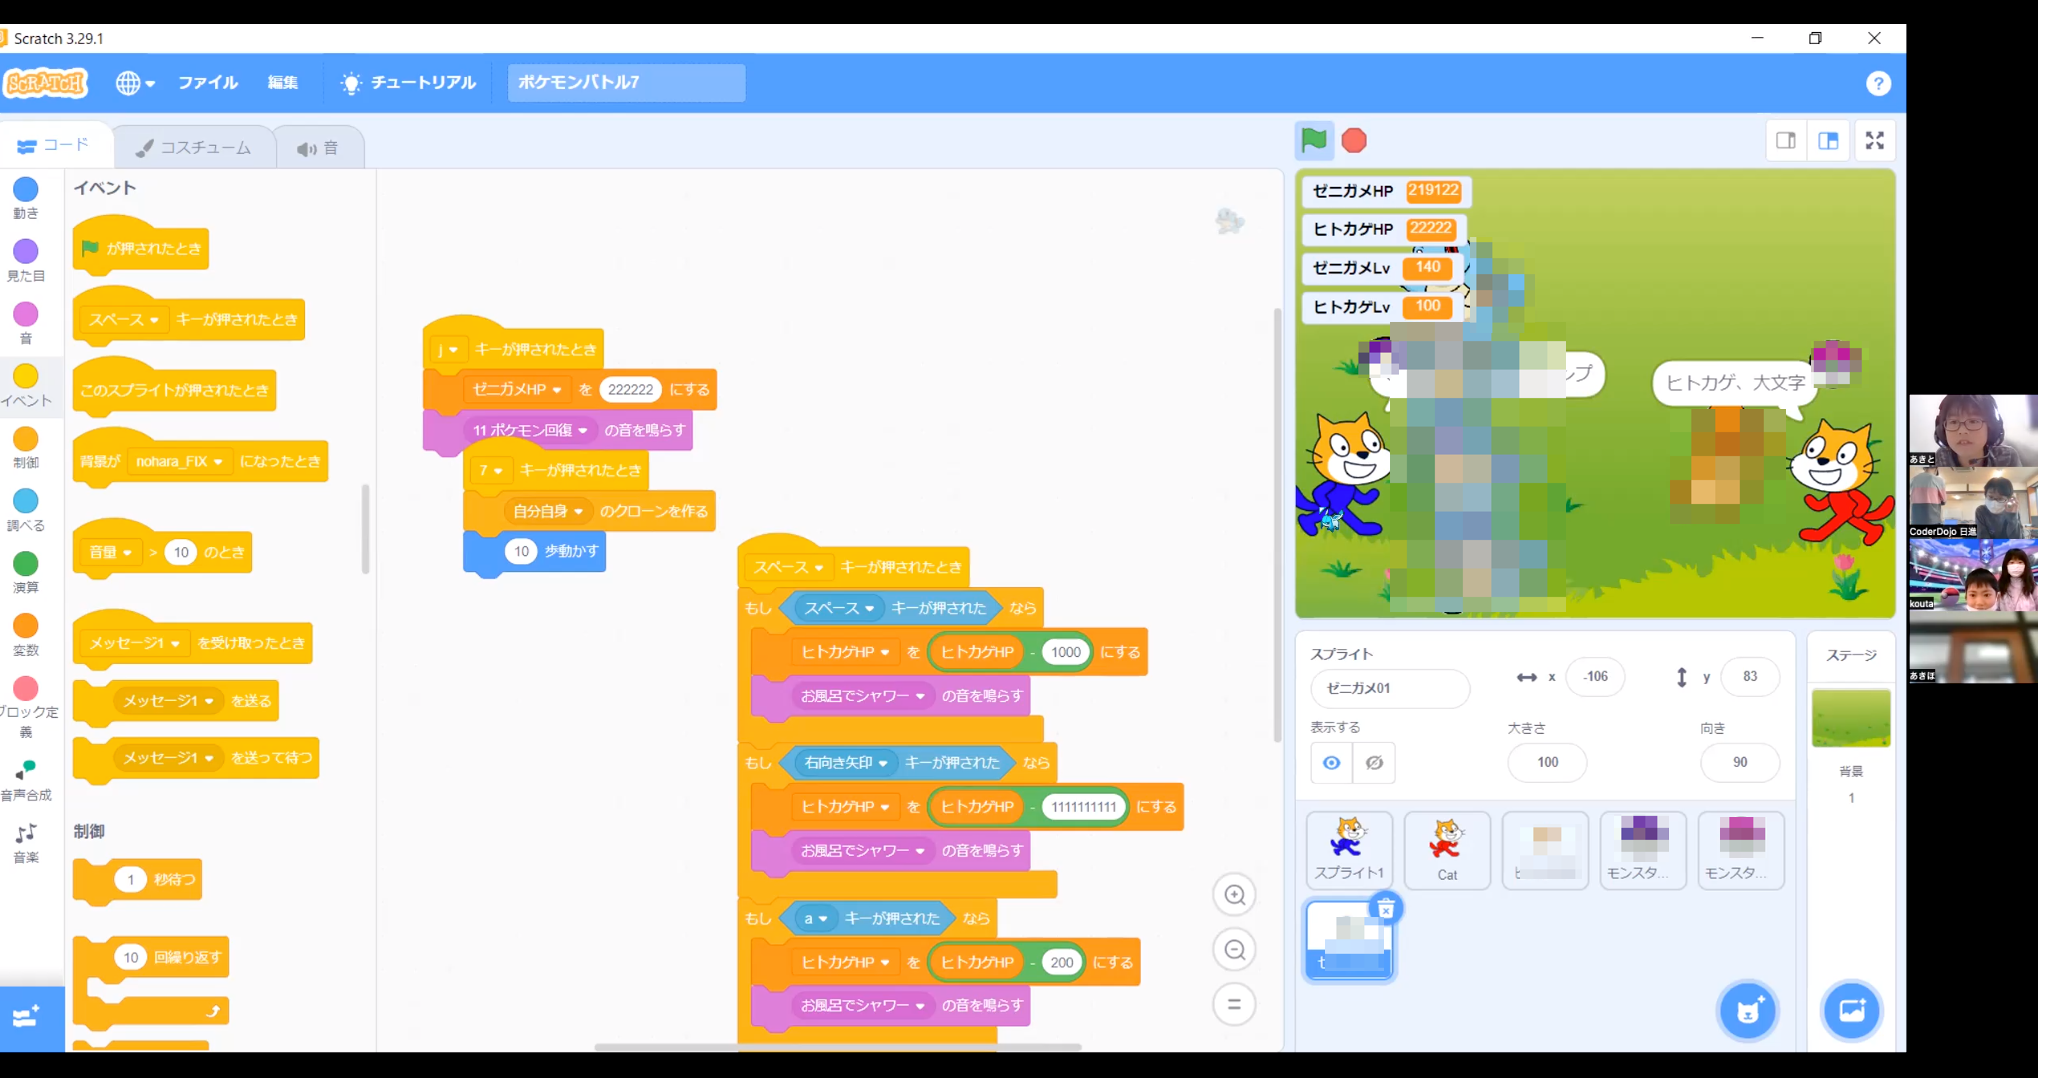 Scratch 3.29.1
SCRATCH
ファイル
編集
チュートリアル
ポケモンバトル7
?
コード
コスチューム
音
動き
見た目
音
イベント
制御
調べる
演算
変数
ブロック定義
音声合成
音楽
イベント
が押されたとき
スペース キーが押されたとき
このスプライトが押されたとき
背景が nohara_FIX になったとき
音量 > 10 のとき
メッセージ1 を受け取ったとき
メッセージ1 を送る
メッセージ1 を送って待つ
制御
1 秒待つ
10 回繰り返す
j キーが押されたとき
ゼニガメHP を 222222 にする
11 ポケモン回復 の音を鳴らす
7 キーが押されたとき
自分自身 のクローンを作る
10 歩動かす
スペース キーが押されたとき
もし スペース キーが押された なら
ヒトカゲHP を ヒトカゲHP - 1000 にする
お風呂でシャワー の音を鳴らす
もし 右向き矢印 キーが押された なら
ヒトカゲHP を ヒトカゲHP - 1111111111 にする
お風呂でシャワー の音を鳴らす
もし a キーが押された なら
ヒトカゲHP を ヒトカゲHP - 200 にする
お風呂でシャワー の音を鳴らす
ゼニガメHP 219122
ヒトカゲHP 22222
ゼニガメLv 140
ヒトカゲLv 100
ンプ
ヒトカゲ、大文字
スプライト
ゼニガメ01
x -106
y 83
表示する
大きさ
100
向き
90
スプライト1
Cat
モンスタ...
モンスタ...
ステージ
背景
1
あきと
CoderDojo 日進
kouta
あきほ